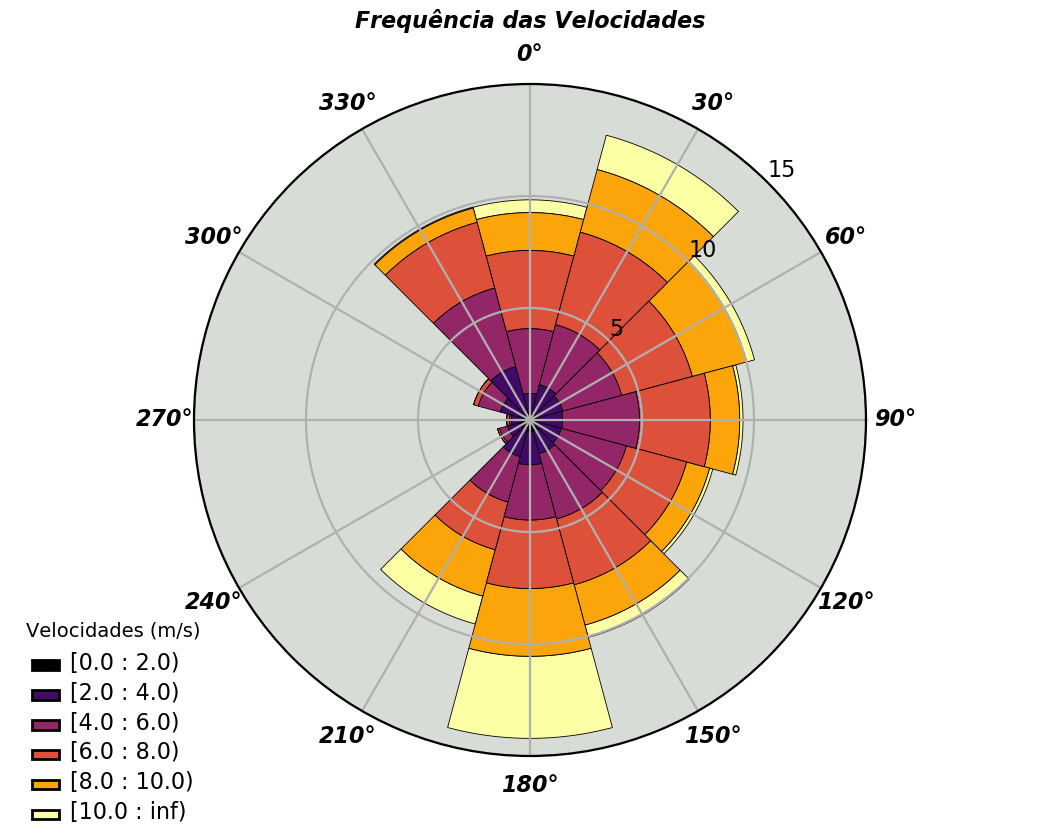 Frequência das Velocidades
0°
330°
30°
15
300°
60°
10
5
270°
90°
240°
120°
210°
150°
180°
Velocidades (m/s)
[0.0 : 2.0)
[2.0 : 4.0)
[4.0 : 6.0)
[6.0 : 8.0)
[8.0 : 10.0)
[10.0 : inf)